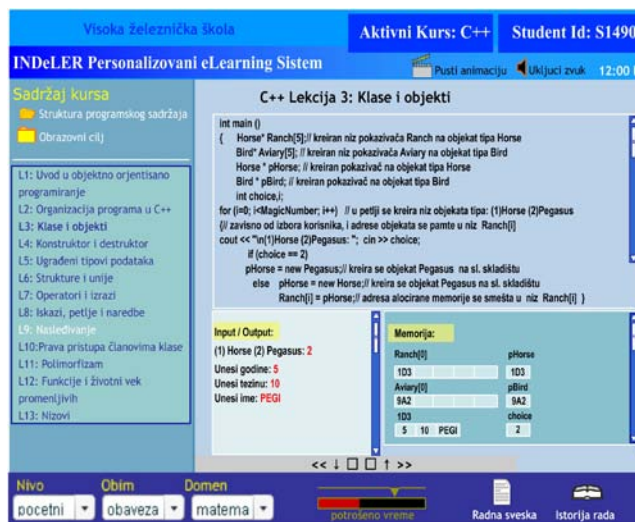 Visoka železnička škola
Aktivni Kurs: C++
Student Id: S1490
INDeLER Personalizovani eLearning Sistem
Pusti animaciju
Ukljuci zvuk
12:00
Sadržaj kursa
Struktura programskog sadržaja
Obrazovni cilj
L1: Uvod u objektno orjentisano
programiranje
L2: Organizacija programa u C++
L3: Klase i objekti
L4: Konstruktor i destruktor
L5: Ugrađeni tipovi podataka
L6: Strukture i unije
L7: Operatori i izrazi
L8: Iskazi, petlje i naredbe
L9: Nasleđivanje
L10:Prava pristupa članovima klase
L11: Polimorfizam
L12: Funkcije i životni vek
promenljivih
L13: Nizovi
C++ Lekcija 3: Klase i objekti
int main ()
{ Horse* Ranch[5];// kreiran niz pokazivača Ranch na objekat tipa Horse
Bird* Aviary[5]; // kreiran niz pokazivača Aviary na objekat tipa Bird
Horse * pHorse; // kreiran pokazivač na objekat tipa Horse
Bird * pBird; // kreiran pokazivač na objekat tipa Bird
int choice,i;
for (i=0; i<MagicNumber; i++) // u petlji se kreira niz objekata tipa: (1)Horse (2)Pegasus
{// zavisno od izbora korisnika, i adrese objekata se pamte u niz Ranch[i]
cout << "\n(1)Horse (2)Pegasus: "; cin >> choice;
if (choice == 2)
pHorse = new Pegasus;// kreira se objekat Pegasus na sl. skladištu
else pHorse = new Horse;// kreira se objekat Pegasus na sl. skladištu
Ranch[i] = pHorse;// adresa alocirane memorije se smešta u niz Ranch[i] }
Input / Output:
(1) Horse (2) Pegasus: 2
Unesi godine: 5
Unesi tezinu: 10
Unesi ime: PEGI
Memorija:
Ranch[0] pHorse
1D3 1D3
Aviary[0] pBird
9A2 9A2
1D3 choice
5 10 PEGI 2
<< ↓ □ □ ↑ >>
Nivo Obim Domen
pocetni obaveza matema
potrošeno vreme
Radna sveska
Istorija rada